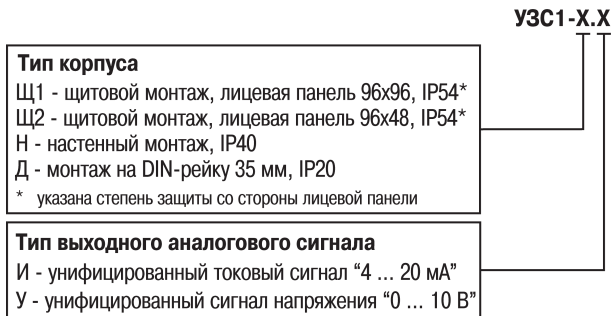 УЗС1-Х.Х
Тип корпуса
Щ1 - щитовой монтаж, лицевая панель 96х96, IP54*
Щ2 - щитовой монтаж, лицевая панель 96х48, IP54*
Н - настенный монтаж, IP40
Д - монтаж на DIN-рейку 35 мм, IP20
* указана степень защиты со стороны лицевой панели
Тип выходного аналогового сигнала
И - унифицированный токовый сигнал “4 ... 20 мА”
У - унифицированный сигнал напряжения “0 ... 10 В”